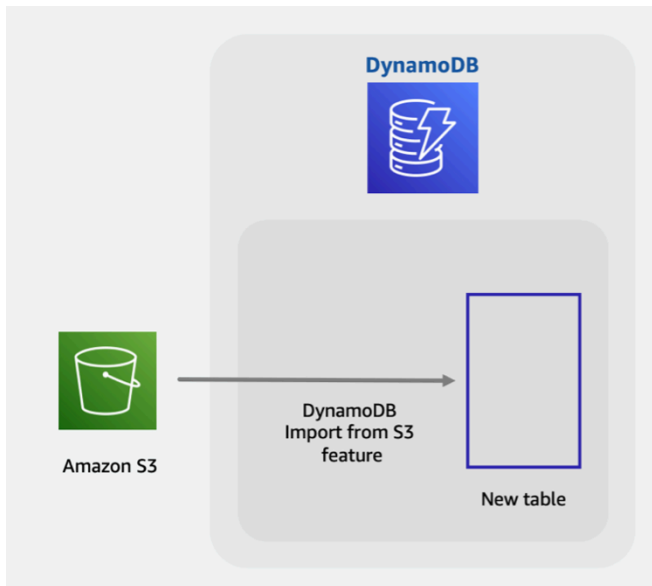 DynamoDB
DynamoDB
Import from S3
feature
Amazon S3
New table